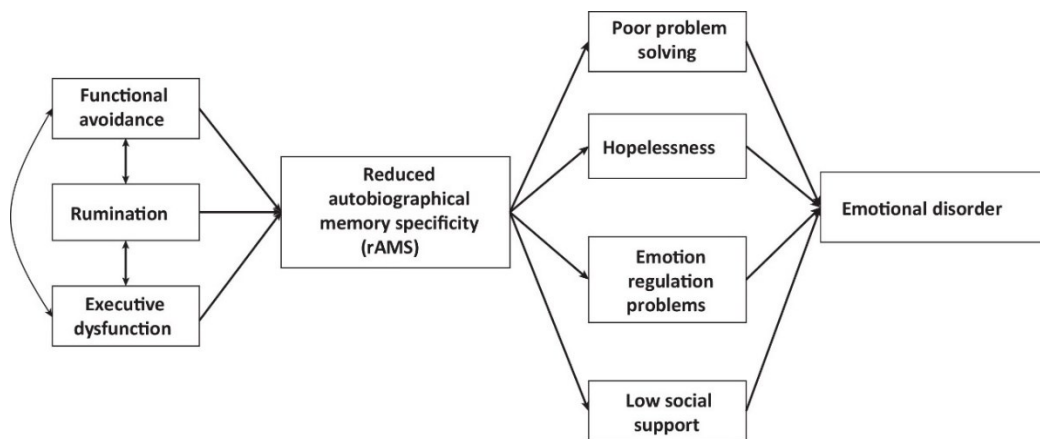 Functional
avoidance
Rumination
Executive
dysfunction
Reduced
autobiographical
memory specificity
(rAMS)
Poor problem
solving
Hopelessness
Emotion
regulation
problems
Low social
support
Emotional disorder